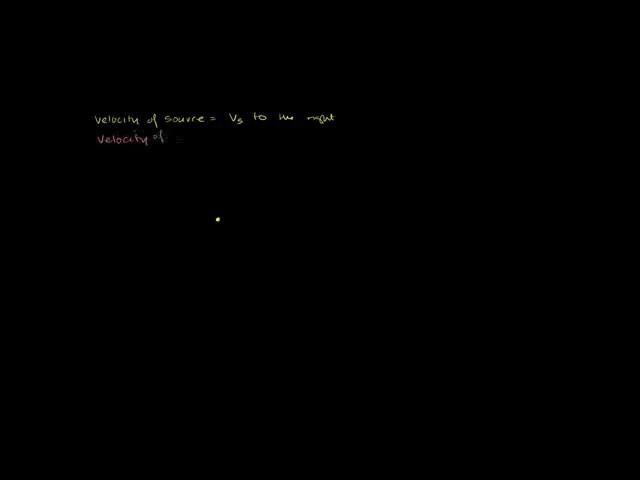 velocity of source = Vs to the right
velocity of